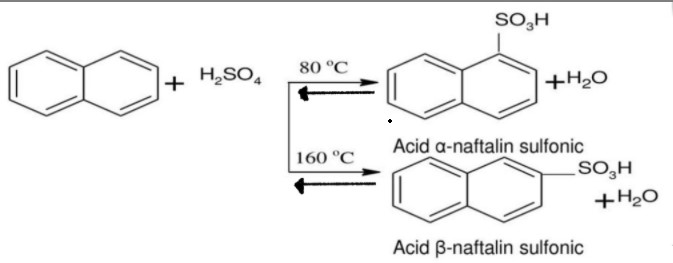 SO₃H
+ H₂SO₄
80 °C
+H₂O
Acid α-naftalin sulfonic
160 °C
SO₃H
+H₂O
Acid β-naftalin sulfonic